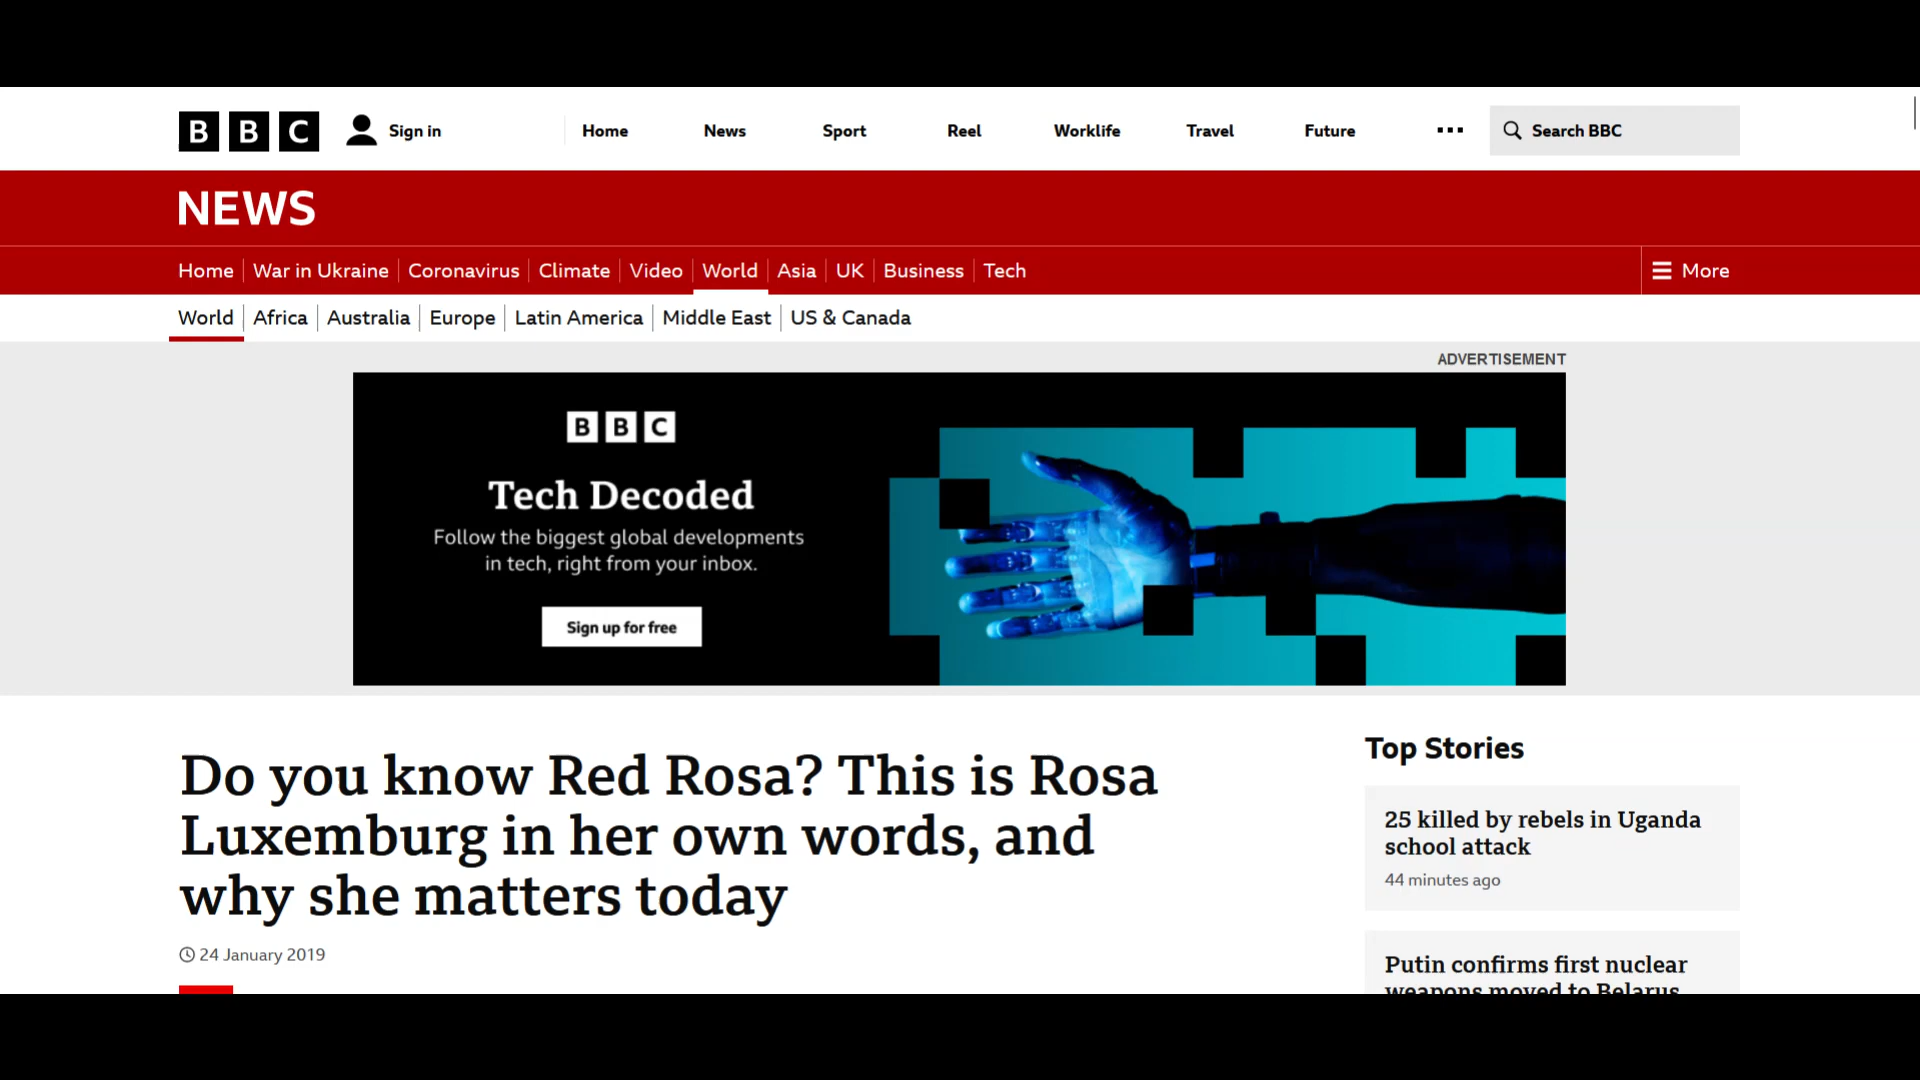 BBC
Sign in
Home
News
Sport
Reel
Worklife
Travel
Future
Search BBC
NEWS
Home
War in Ukraine
Coronavirus
Climate
Video
World
Asia
UK
Business
Tech
More
World
Africa
Australia
Europe
Latin America
Middle East
US & Canada
ADVERTISEMENT
BBC
Tech Decoded
Follow the biggest global developments
in tech, right from your inbox.
Sign up for free
Do you know Red Rosa? This is Rosa
Luxemburg in her own words, and
why she matters today
24 January 2019
Top Stories
25 killed by rebels in Uganda
school attack
44 minutes ago
Putin confirms first nuclear
weapons moved to Belarus